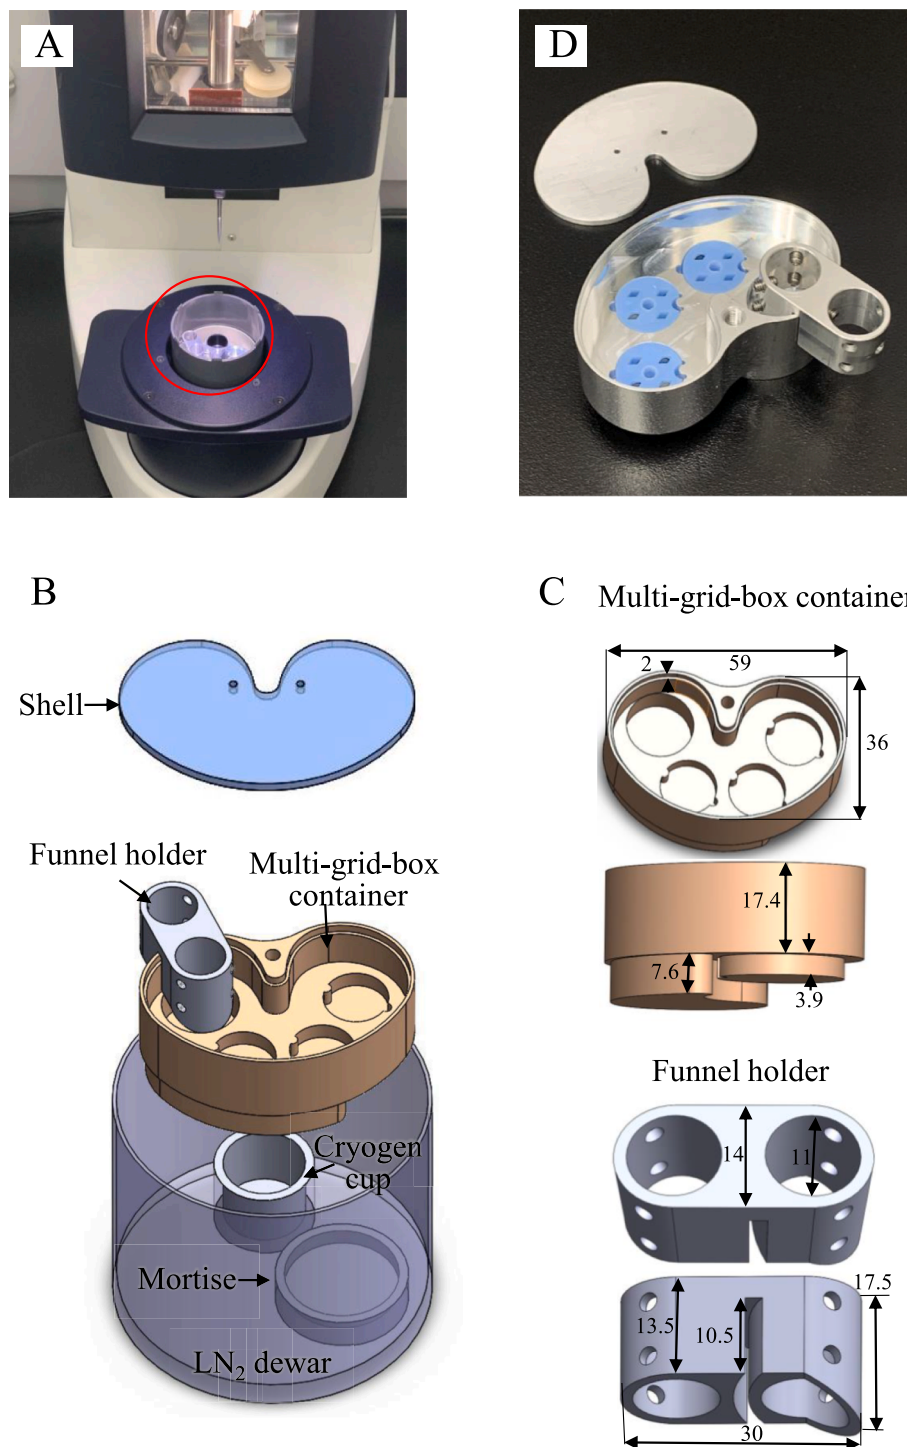 A
D
B
Shell
Funnel holder
Multi-grid-box
container
Cryogen
cup
Mortise
LN₂ dewar
C
Multi-grid-box container
2
59
36
17.4
7.6
3.9
Funnel holder
14
11
17.5
13.5
10.5
30